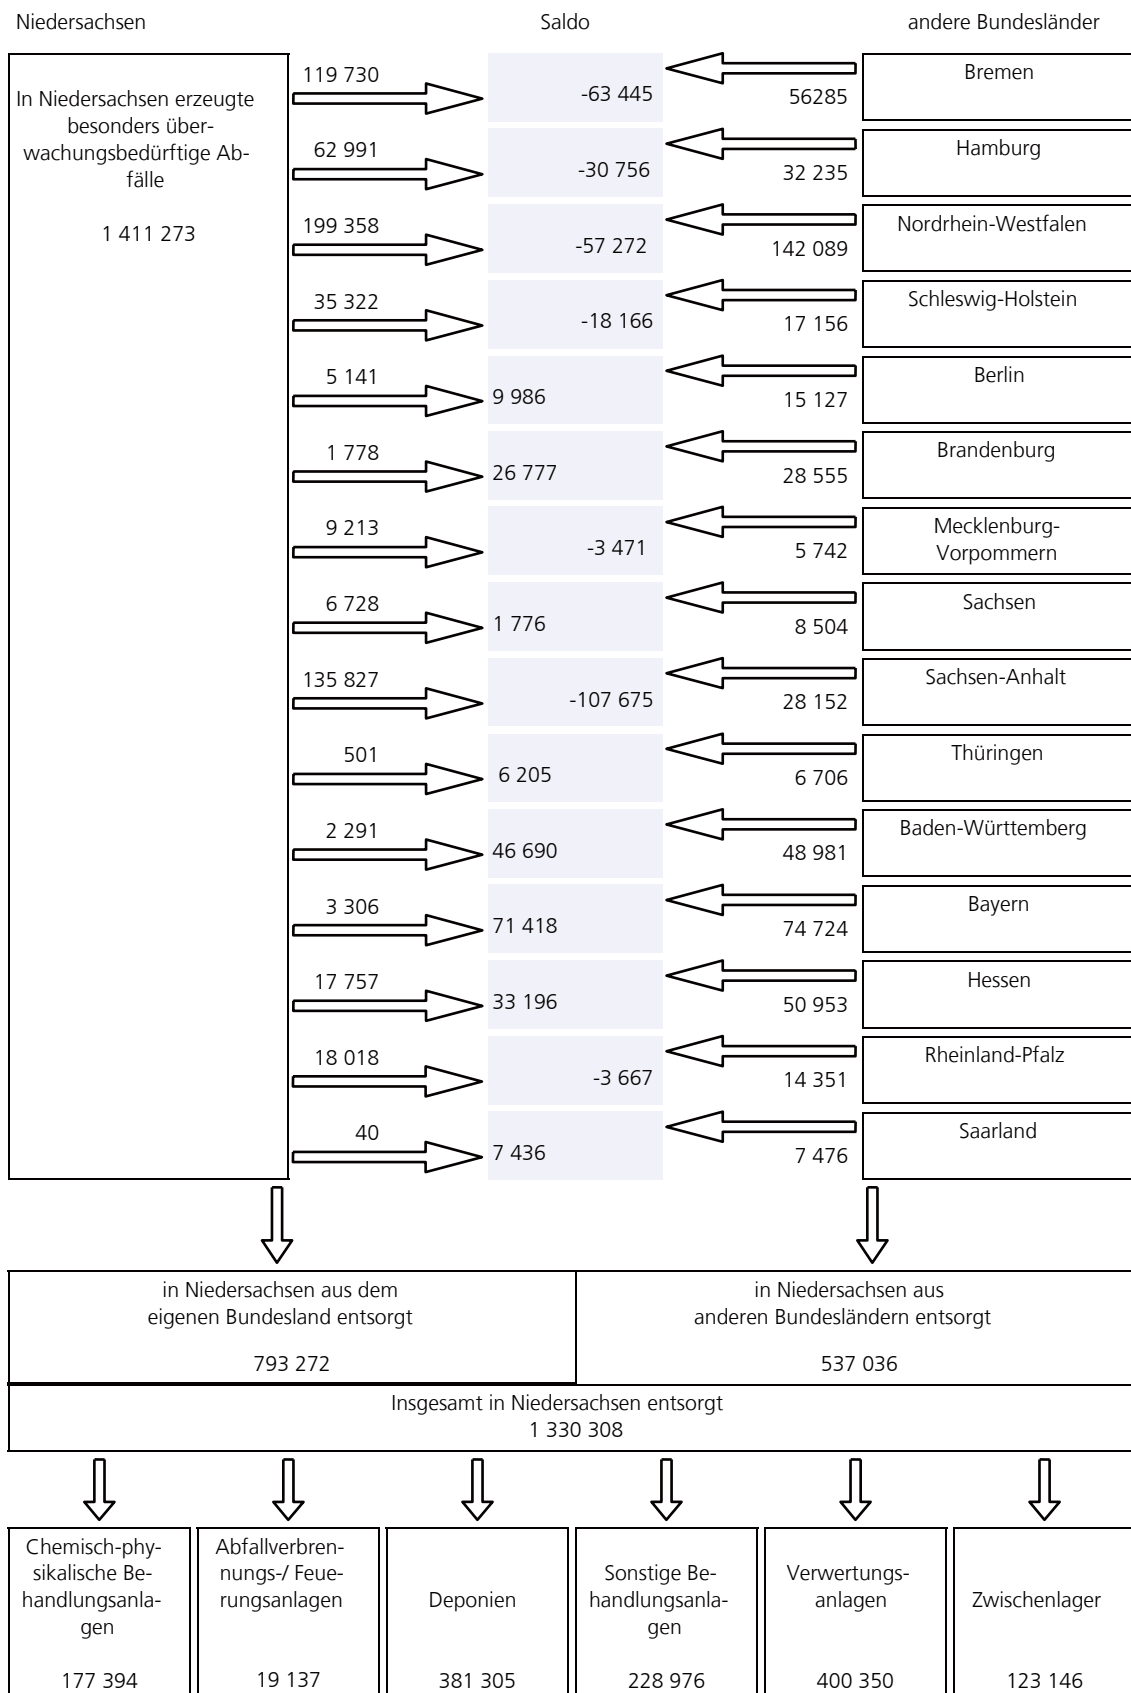 Niedersachsen Saldo andere Bundesländer
In Niedersachsen erzeugte
besonders über-
wachungsbedürftige Ab-
fälle
1 411 273
119 730 -63 445 56285 Bremen
62 991 -30 756 32 235 Hamburg
199 358 -57 272 142 089 Nordrhein-Westfalen
35 322 -18 166 17 156 Schleswig-Holstein
5 141 9 986 15 127 Berlin
1 778 26 777 28 555 Brandenburg
9 213 -3 471 5 742 Mecklenburg-
Vorpommern
6 728 1 776 8 504 Sachsen
135 827 -107 675 28 152 Sachsen-Anhalt
501 6 205 6 706 Thüringen
2 291 46 690 48 981 Baden-Württemberg
3 306 71 418 74 724 Bayern
17 757 33 196 50 953 Hessen
18 018 -3 667 14 351 Rheinland-Pfalz
40 7 436 7 476 Saarland
in Niedersachsen aus dem
eigenen Bundesland entsorgt
793 272
in Niedersachsen aus
anderen Bundesländern entsorgt
537 036
Insgesamt in Niedersachsen entsorgt
1 330 308
Chemisch-phy-
sikalische Be-
handlungsanla-
gen
177 394
Abfallverbren-
nungs-/ Feue-
rungsanlagen
19 137
Deponien
381 305
Sonstige Be-
handlungsanla-
gen
228 976
Verwertungs-
anlagen
400 350
Zwischenlager
123 146